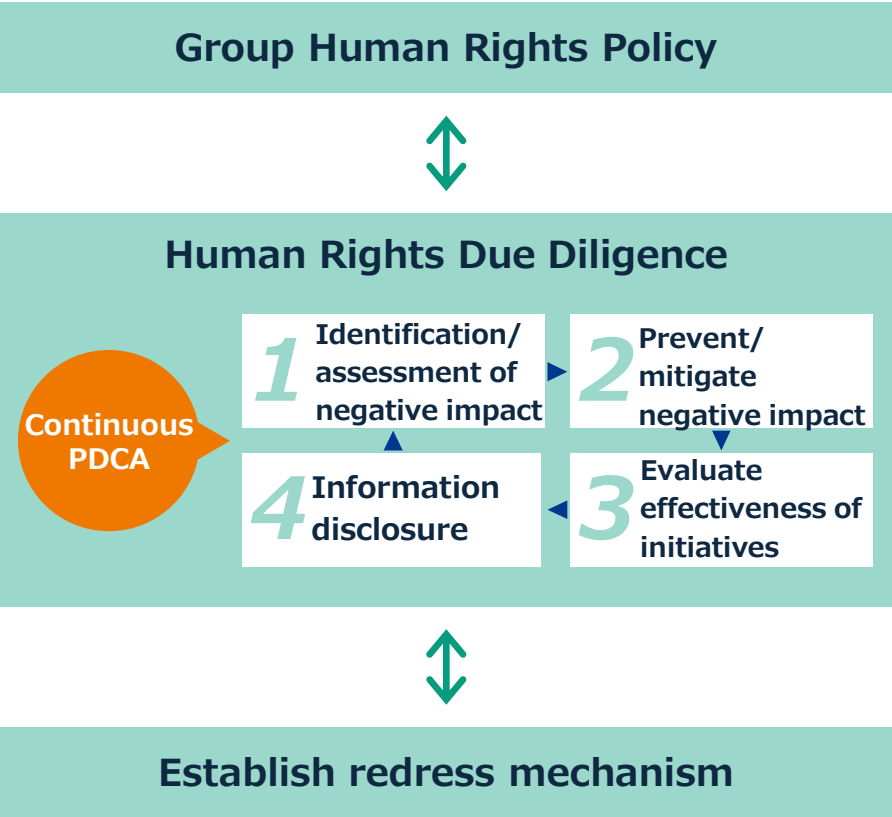 Group Human Rights Policy
Human Rights Due Diligence
Continuous
PDCA
1
Identification/
assessment of
negative impact
2
Prevent/
mitigate
negative impact
3
Evaluate
effectiveness of
initiatives
4
Information
disclosure
Establish redress mechanism